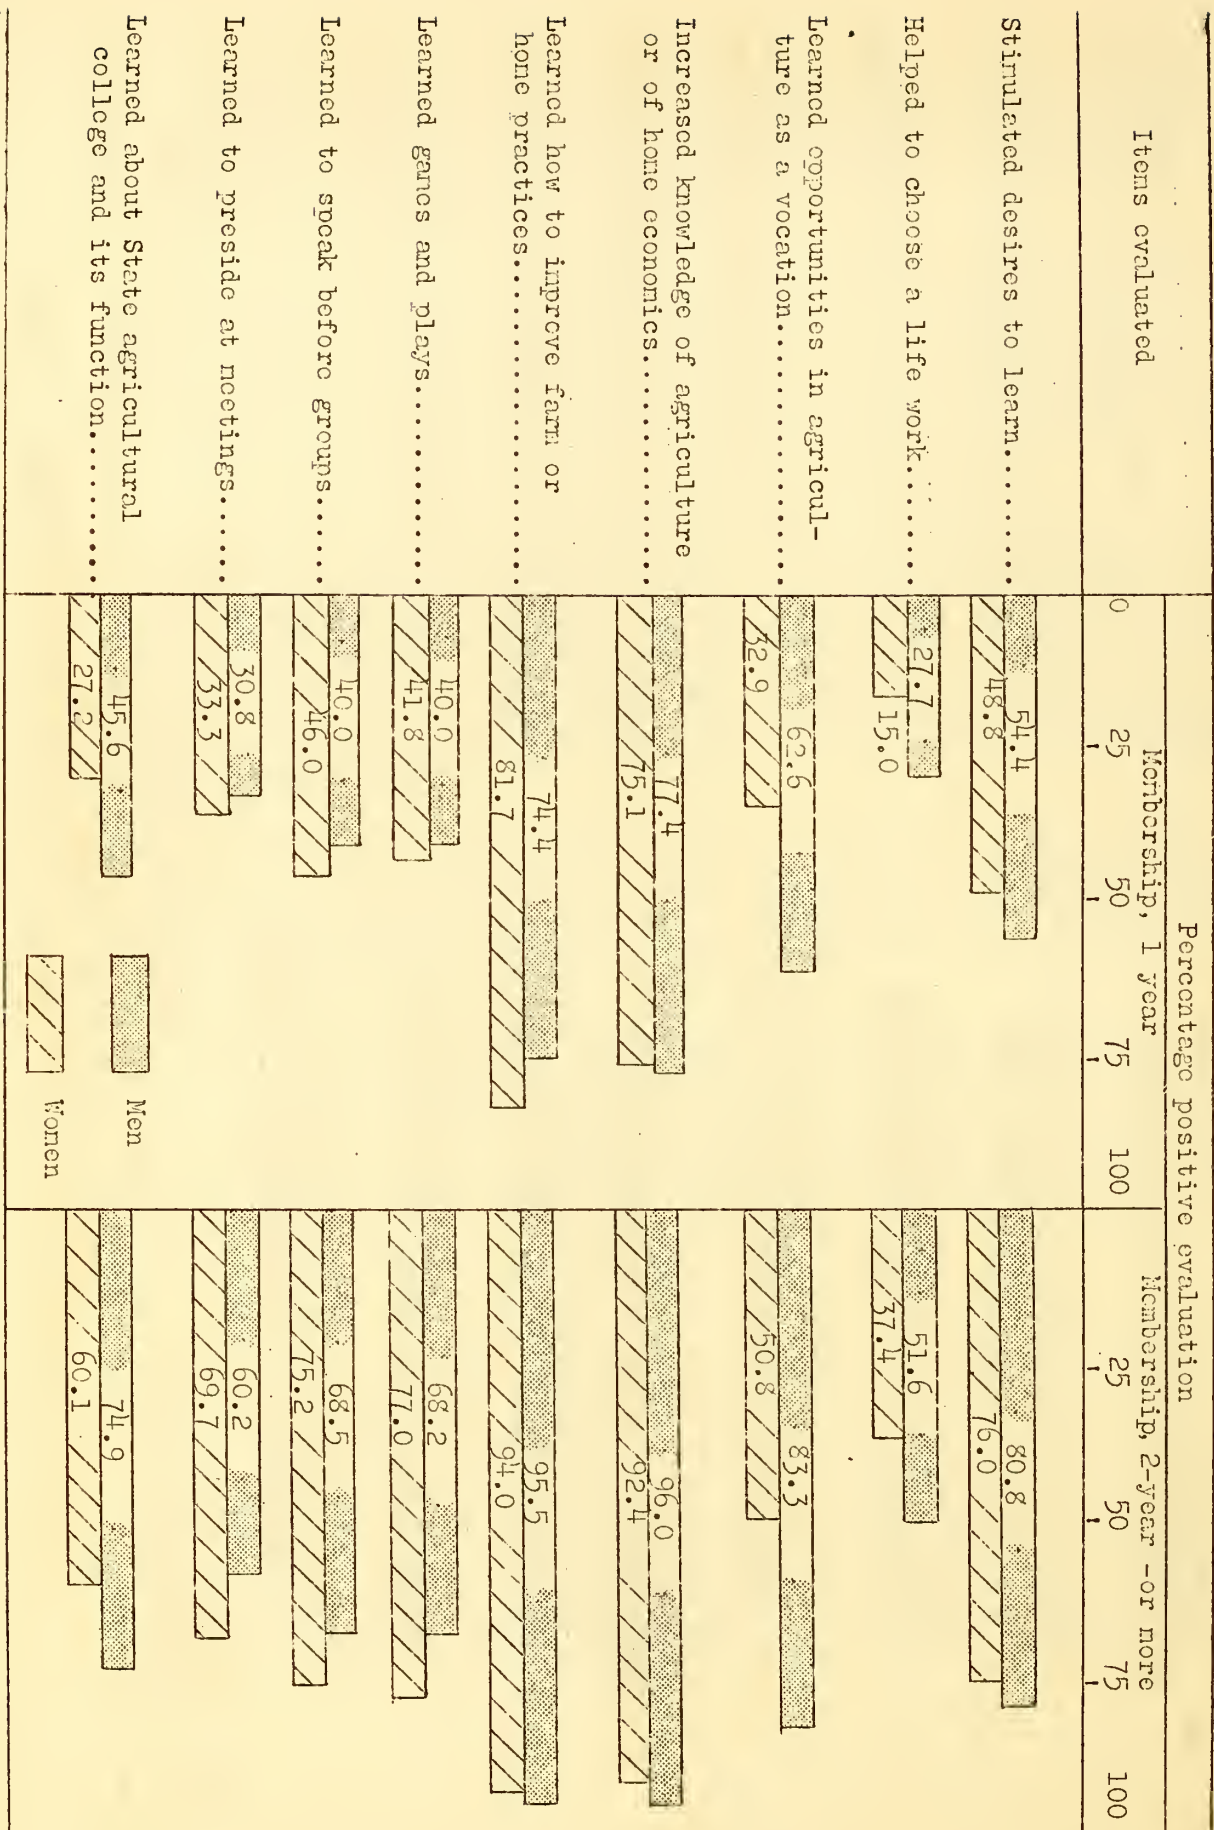 Items evaluated
Percentage positive evaluation
Membership, 1 year
Membership, 2-year -or more
0 25 50 75 100
25 50 75 100
Stimulated desires to learn.......
54.4
48.8
80.8
76.0
Helped to choose a life work.......
27.7
15.0
51.6
37.4
Learned opportunities in agricul-
ture as a vocation...............
62.6
32.9
83.3
50.8
Increased knowledge of agriculture
or of home economics.............
77.4
75.1
96.0
92.4
Learned how to improve farm or
home practices...................
74.4
81.7
95.5
94.0
Learned games and plays............
40.0
41.8
68.2
77.0
Learned to speak before groups.....
40.0
46.0
68.5
75.2
Learned to preside at meetings.....
30.8
33.3
60.2
69.7
Learned about State agricultural
college and its function.........
45.6
27.2
74.9
60.1
Men
Women